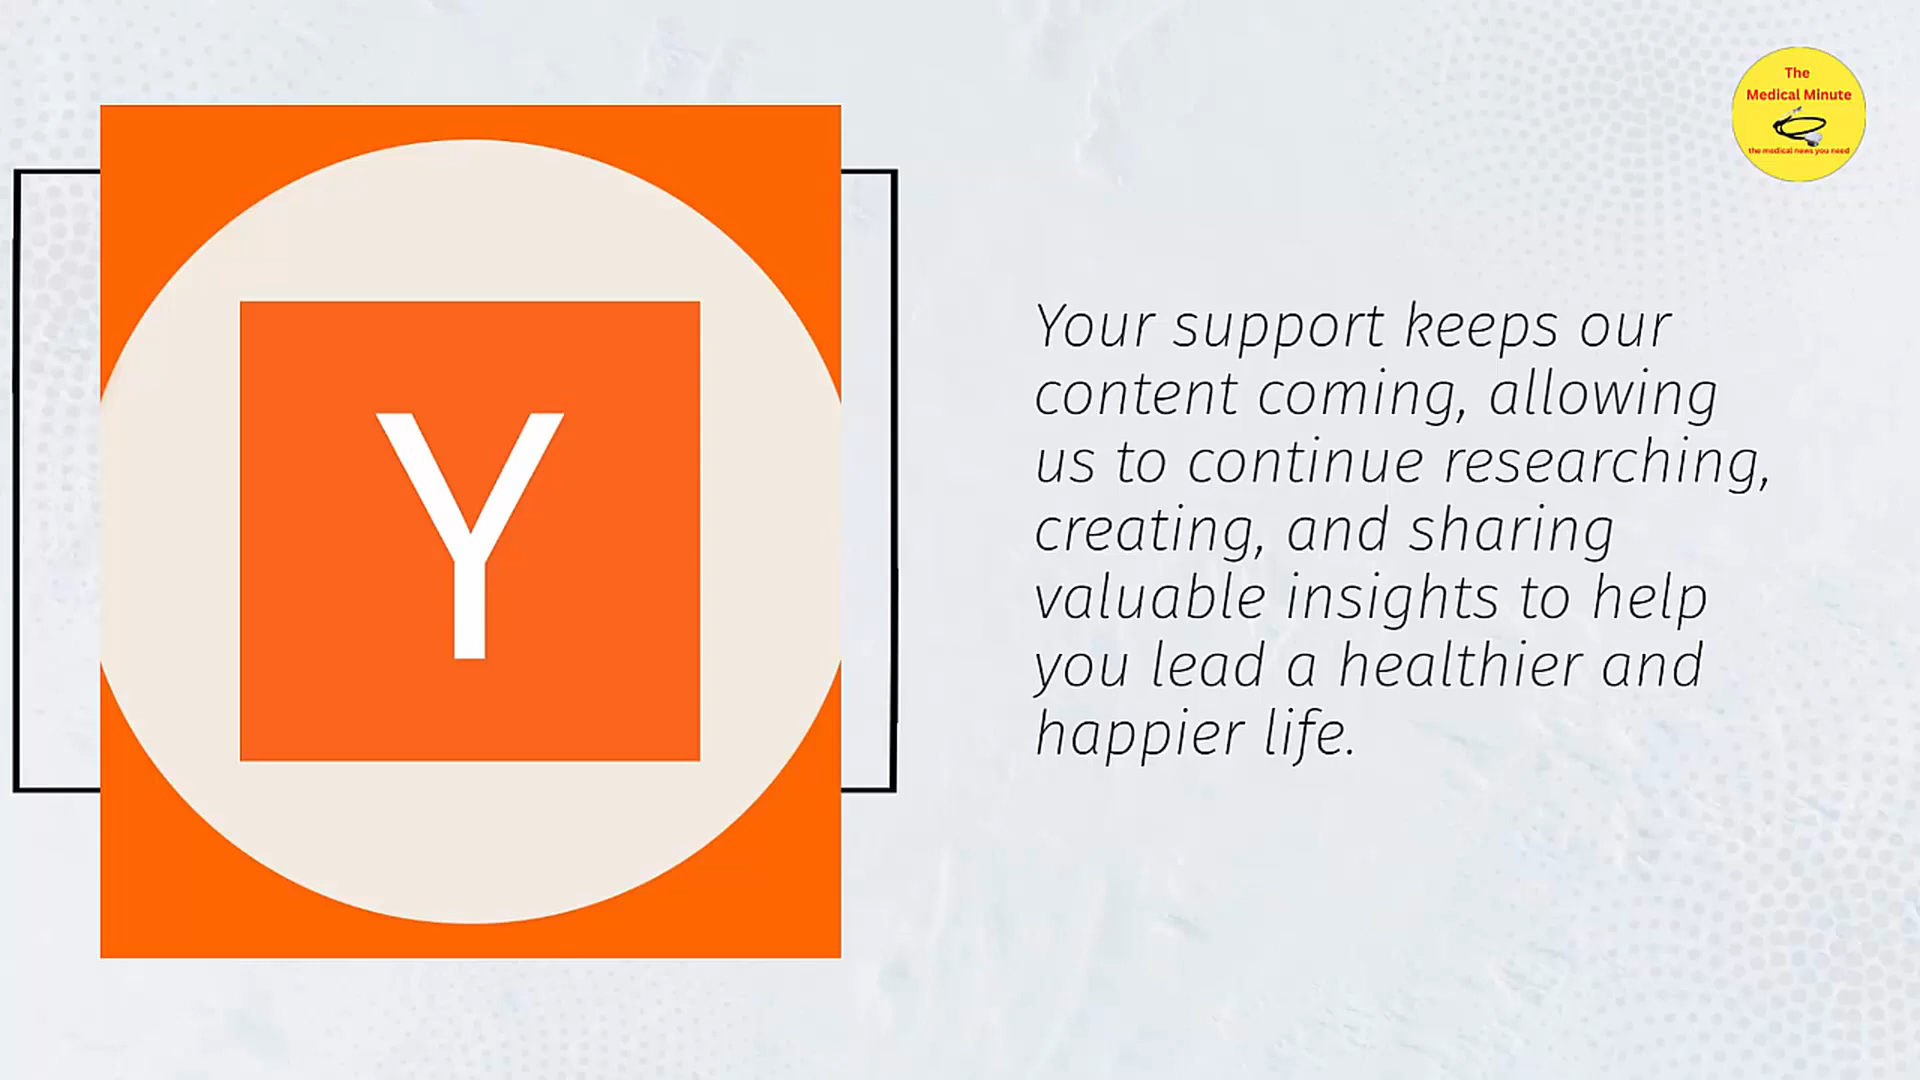 The
Medical Minute
the medical news you need
Y
Your support keeps our
content coming, allowing
us to continue researching,
creating, and sharing
valuable insights to help
you lead a healthier and
happier life.